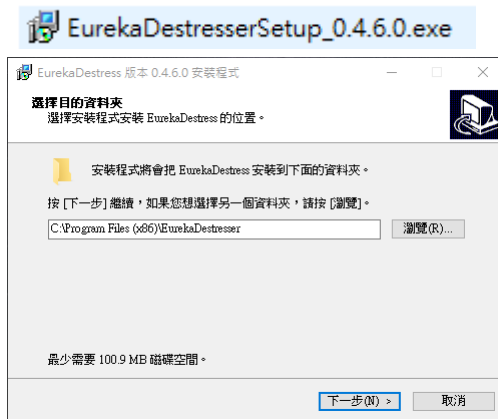 EurekaDestresserSetup_0.4.6.0.exe
EurekaDestress 版本 0.4.6.0 安裝程式
選擇目的資料夾
選擇安裝程式安裝 EurekaDestress 的位置。
安裝程式將會把 EurekaDestress 安裝到下面的資料夾。
按 [下一步] 繼續，如果您想選擇另一個資料夾，請按 [瀏覽]。
C:\Program Files (x86)\EurekaDestresser
瀏覽(R)...
最少需要 100.9 MB 磁碟空間。
下一步(N) >
取消